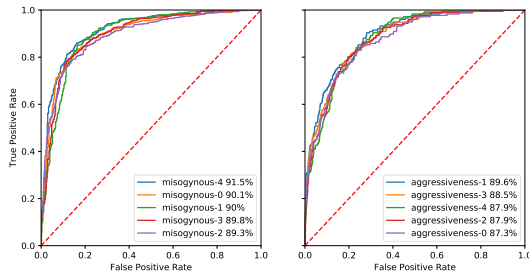 1.0
0.8
0.6
0.4
0.2
0.0
True Positive Rate
0.0 0.2 0.4 0.6 0.8 1.0
False Positive Rate
misogynous-4 91.5%
misogynous-0 90.1%
misogynous-1 90%
misogynous-3 89.8%
misogynous-2 89.3%
0.0 0.2 0.4 0.6 0.8 1.0
False Positive Rate
aggressiveness-1 89.6%
aggressiveness-3 88.5%
aggressiveness-4 87.9%
aggressiveness-2 87.9%
aggressiveness-0 87.3%